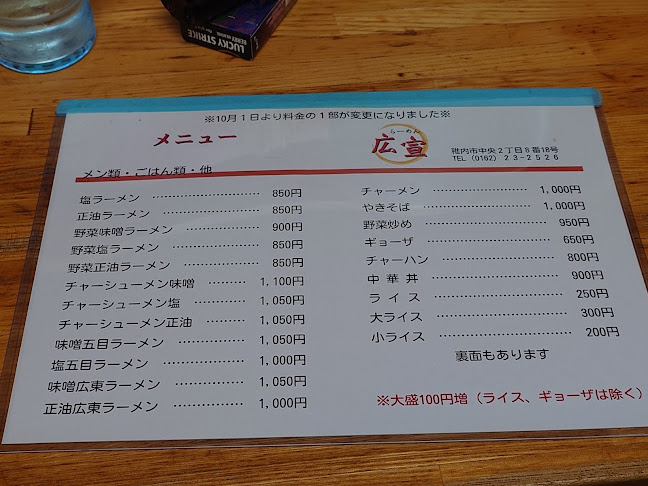 LUCKY STRIKE
※10月1日より料金の1部が変更になりました※
メニュー
らーめん
広宣
稚内市中央2丁目8番18号
TEL (0162) 23-2526
メン類・ごはん類・他
塩ラーメン ………………… 850円
正油ラーメン ……………… 850円
野菜味噌ラーメン ………… 900円
野菜塩ラーメン …………… 850円
野菜正油ラーメン ………… 850円
チャーシューメン味噌 …… 1,100円
チャーシューメン塩 ……… 1,050円
チャーシューメン正油 …… 1,050円
味噌五目ラーメン ………… 1,050円
塩五目ラーメン …………… 1,000円
味噌広東ラーメン ………… 1,050円
正油広東ラーメン ………… 1,000円
チャーメン ………………… 1,000円
やきそば …………………… 1,000円
野菜炒め …………………… 950円
ギョーザ …………………… 650円
チャーハン ………………… 800円
中華丼 ……………………… 900円
ライス ……………………… 250円
大ライス …………………… 300円
小ライス …………………… 200円
裏面もあります
※大盛100円増（ライス、ギョーザは除く）